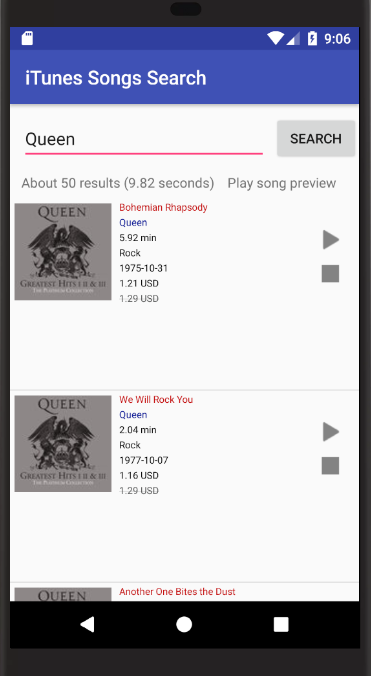 9:06
iTunes Songs Search
Queen
SEARCH
About 50 results (9.82 seconds) Play song preview
QUEEN
GREATEST HITS I II & III
THE PLATINUM COLLECTION
Bohemian Rhapsody
Queen
5.92 min
Rock
1975-10-31
1.21 USD
1.29 USD
QUEEN
GREATEST HITS I II & III
THE PLATINUM COLLECTION
We Will Rock You
Queen
2.04 min
Rock
1977-10-07
1.16 USD
1.29 USD
QUEEN
Another One Bites the Dust